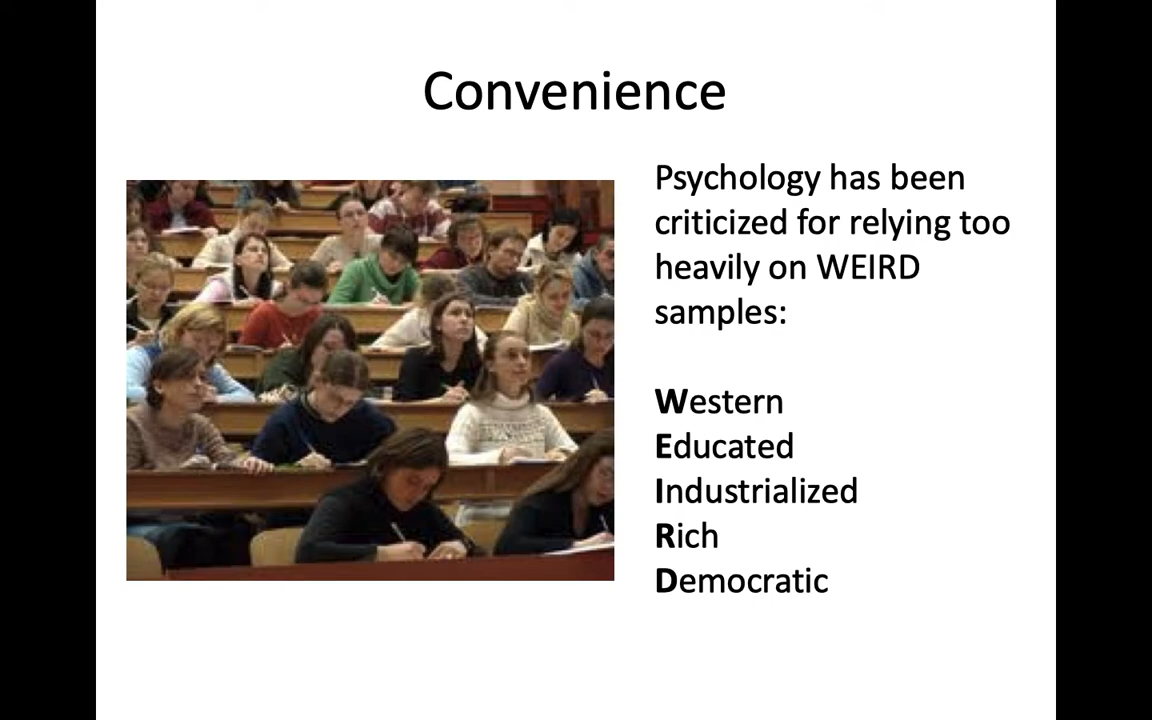 Convenience
Psychology has been
criticized for relying too
heavily on WEIRD
samples:
Western
Educated
Industrialized
Rich
Democratic